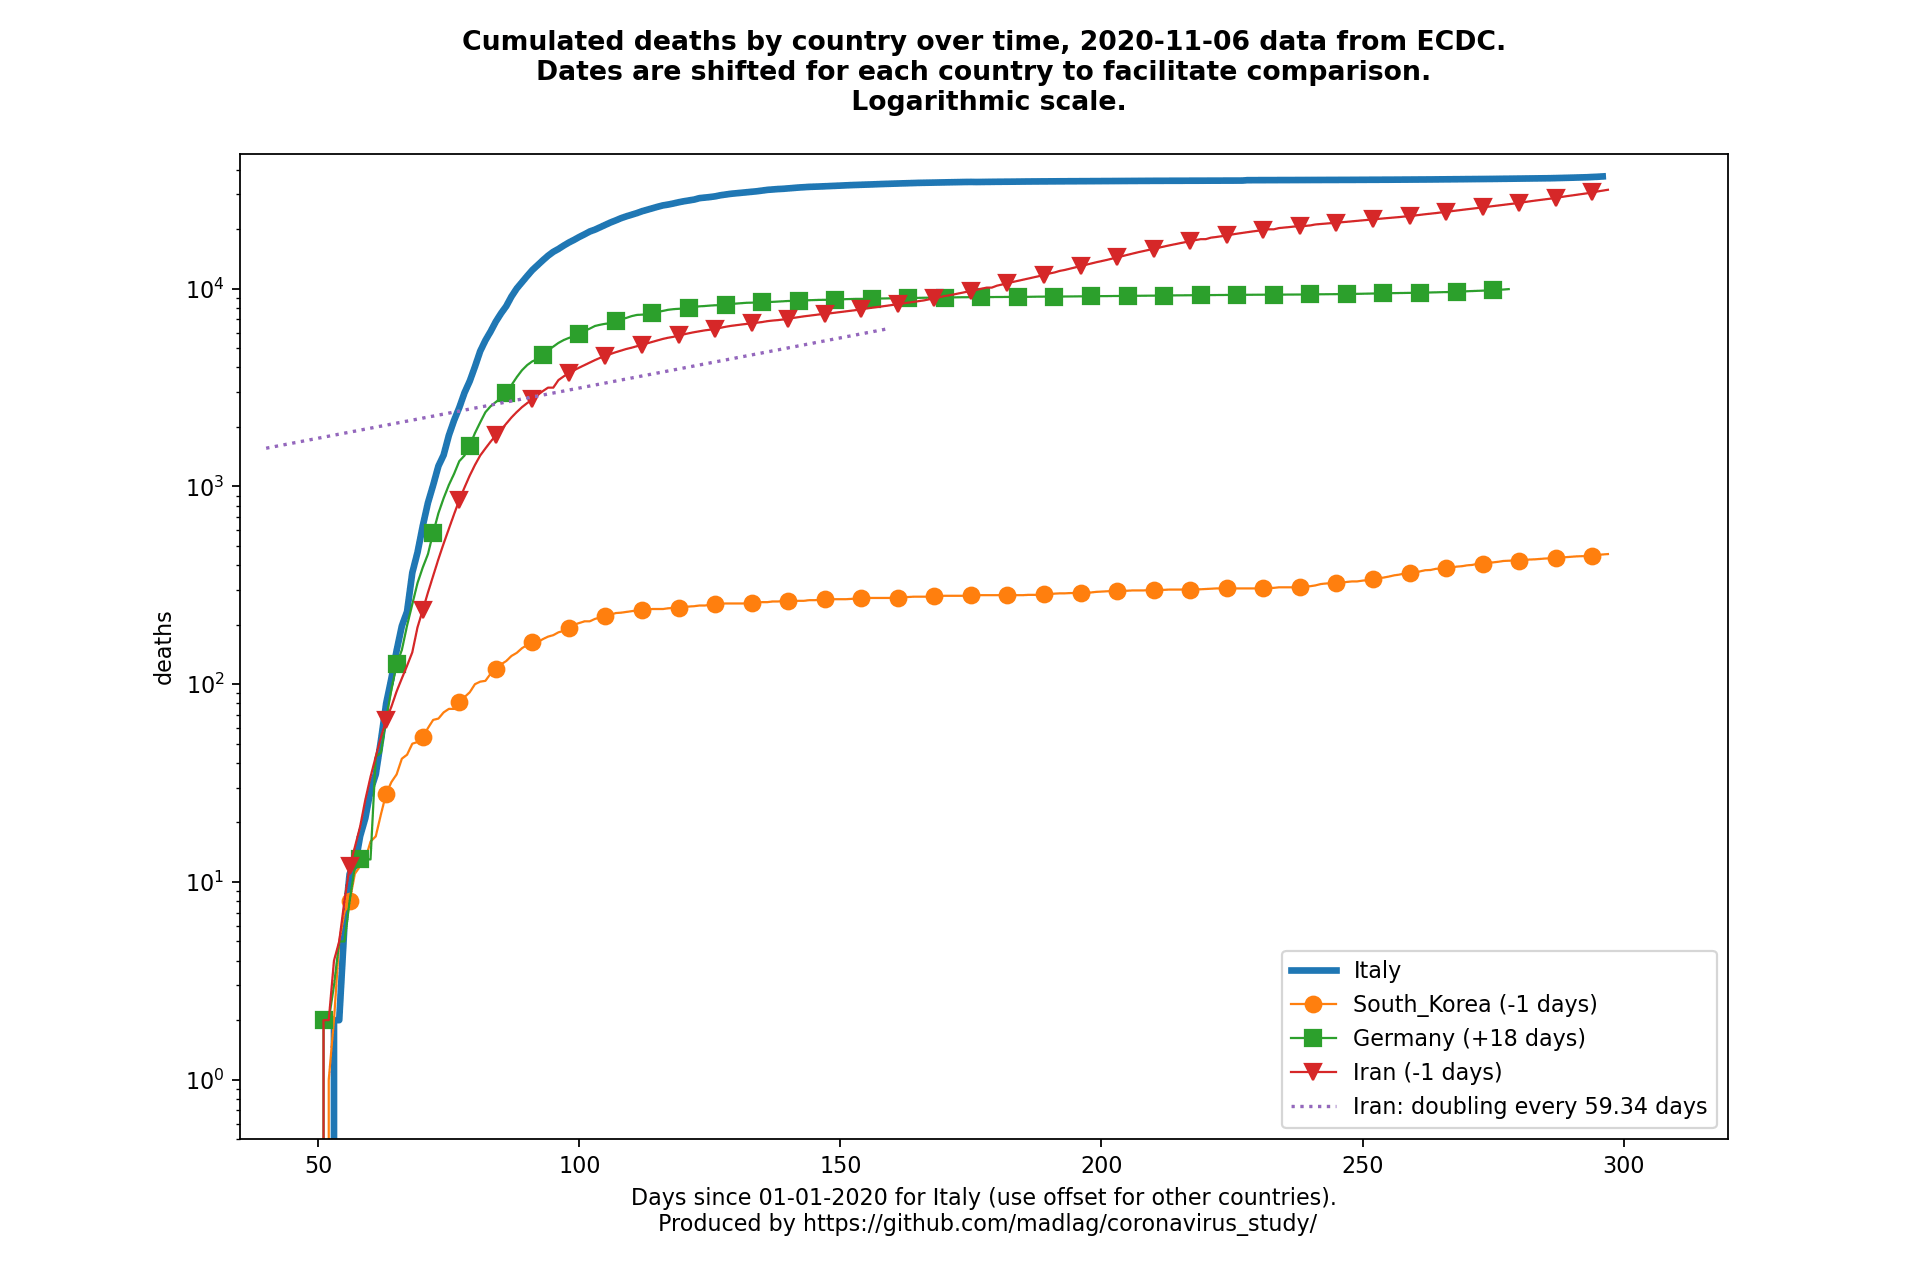 Cumulated deaths by country over time, 2020-11-06 data from ECDC.
Dates are shifted for each country to facilitate comparison.
Logarithmic scale.
10^4
10^3
10^2
10^1
10^0
deaths
Italy
South_Korea (-1 days)
Germany (+18 days)
Iran (-1 days)
Iran: doubling every 59.34 days
50 100 150 200 250 300
Days since 01-01-2020 for Italy (use offset for other countries).
Produced by https://github.com/madlag/coronavirus_study/